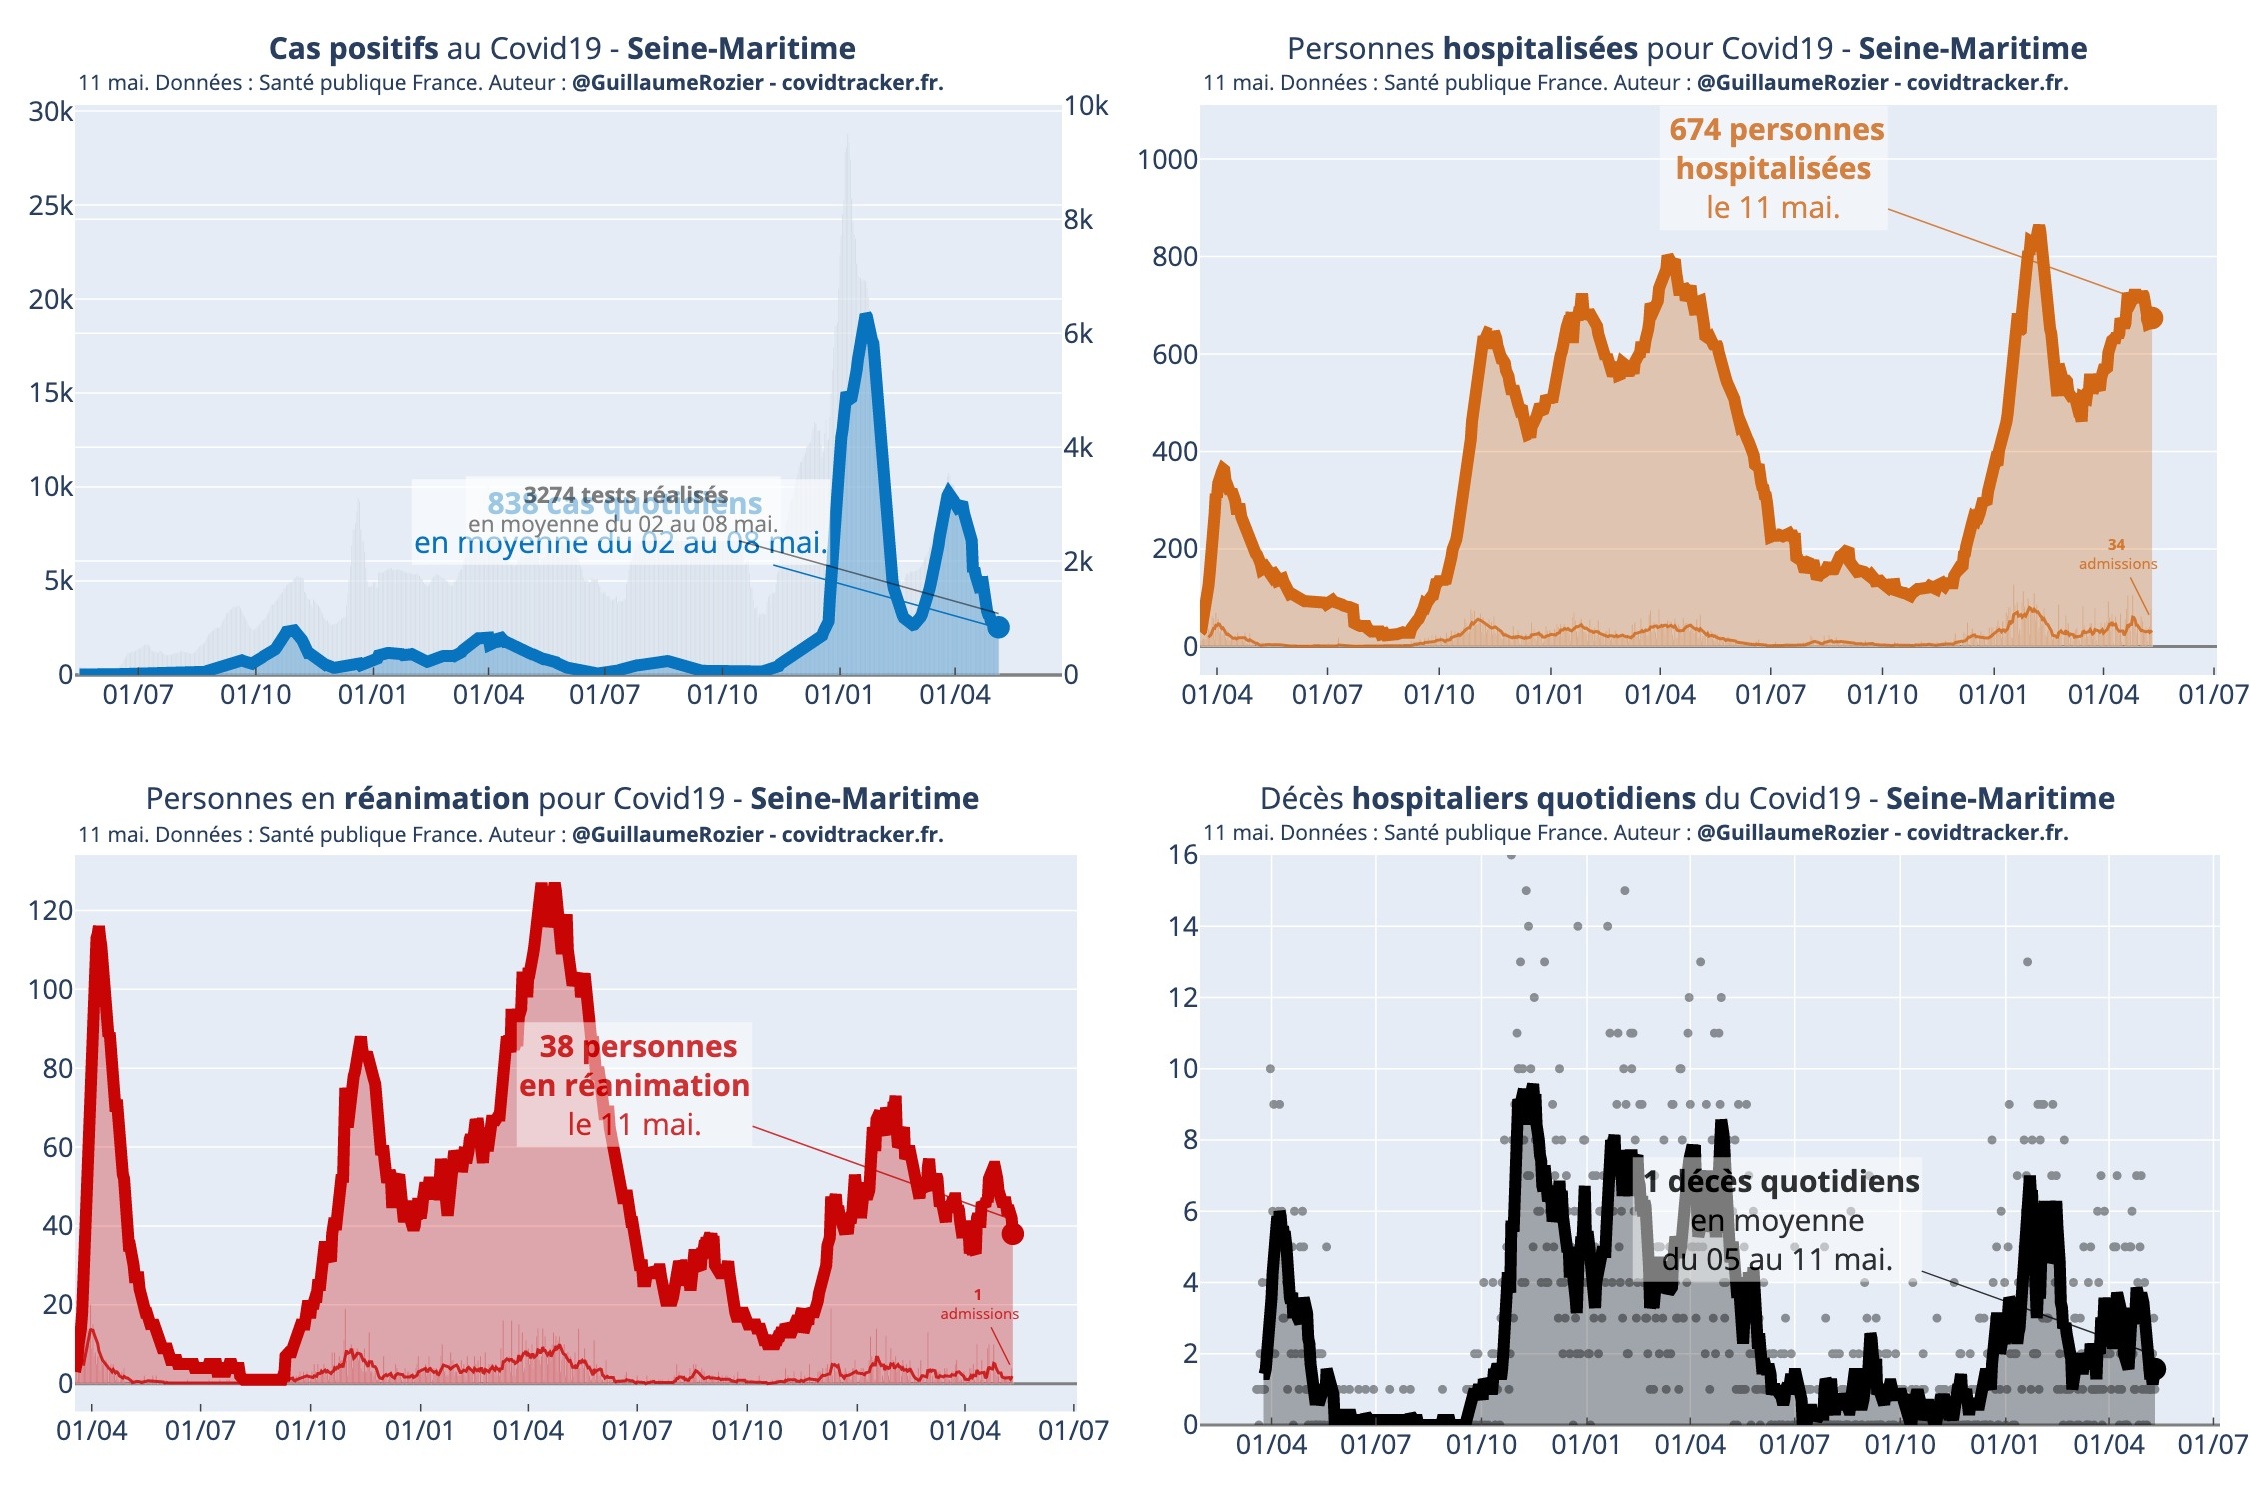 Cas positifs au Covid19 - Seine-Maritime
11 mai. Données : Santé publique France. Auteur : @GuillaumeRozier - covidtracker.fr.
30k
25k
20k
15k
10k
5k
0
10k
8k
6k
4k
2k
0
3274 tests réalisés
838 cas quotidiens
en moyenne du 02 au 08 mai.
en moyenne du 02 au 08 mai.
01/07 01/10 01/01 01/04 01/07 01/10 01/01 01/04
Personnes hospitalisées pour Covid19 - Seine-Maritime
11 mai. Données : Santé publique France. Auteur : @GuillaumeRozier - covidtracker.fr.
674 personnes
hospitalisées
le 11 mai.
1000
800
600
400
200
0
34
admissions
01/04 01/07 01/10 01/01 01/04 01/07 01/10 01/01 01/04 01/07
Personnes en réanimation pour Covid19 - Seine-Maritime
11 mai. Données : Santé publique France. Auteur : @GuillaumeRozier - covidtracker.fr.
120
100
80
60
40
20
0
38 personnes
en réanimation
le 11 mai.
1
admissions
01/04 01/07 01/10 01/01 01/04 01/07 01/10 01/01 01/04 01/07
Décès hospitaliers quotidiens du Covid19 - Seine-Maritime
11 mai. Données : Santé publique France. Auteur : @GuillaumeRozier - covidtracker.fr.
16
14
12
10
8
6
4
2
0
1 décès quotidiens
en moyenne
du 05 au 11 mai.
01/04 01/07 01/10 01/01 01/04 01/07 01/10 01/01 01/04 01/07